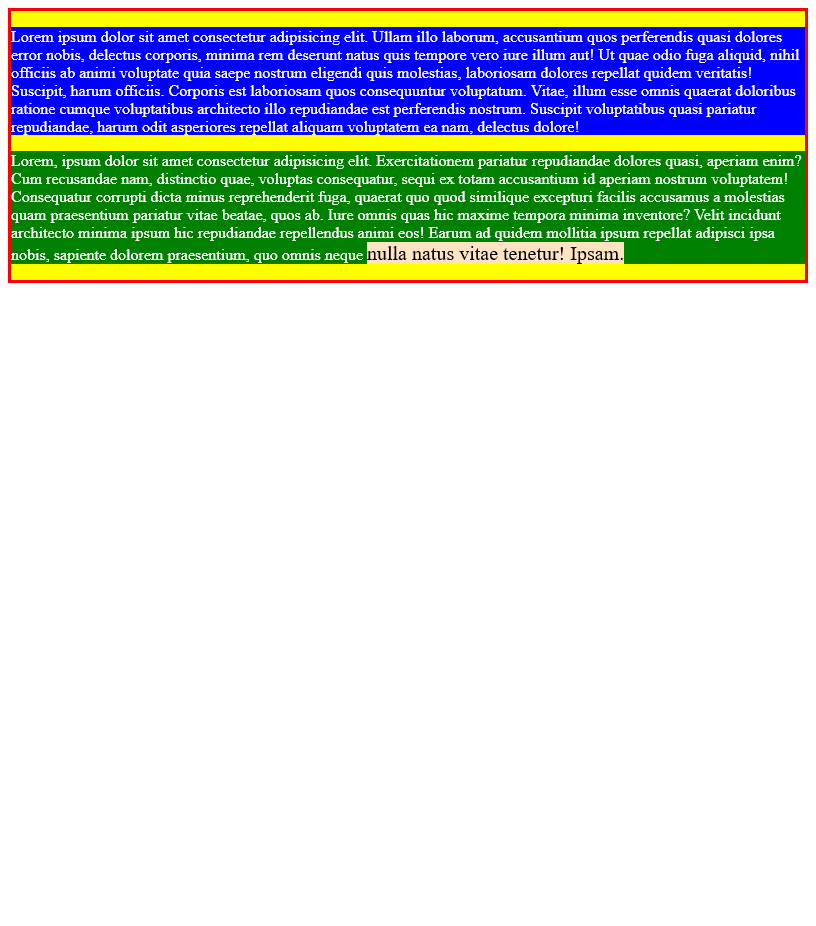 Lorem ipsum dolor sit amet consectetur adipisicing elit. Ullam illo laborum, accusantium quos perferendis quasi dolores
error nobis, delectus corporis, minima rem deserunt natus quis tempore vero iure illum aut! Ut quae odio fuga aliquid, nihil
officiis ab animi voluptate quia saepe nostrum eligendi quis molestias, laboriosam dolores repellat quidem veritatis!
Suscipit, harum officiis. Corporis est laboriosam quos consequuntur voluptatum. Vitae, illum esse omnis quaerat doloribus
ratione cumque voluptatibus architecto illo repudiandae est perferendis nostrum. Suscipit voluptatibus quasi pariatur
repudiandae, harum odit asperiores repellat aliquam voluptatem ea nam, delectus dolore!
Lorem, ipsum dolor sit amet consectetur adipisicing elit. Exercitationem pariatur repudiandae dolores quasi, aperiam enim?
Cum recusandae nam, distinctio quae, voluptas consequatur, sequi ex totam accusantium id aperiam nostrum voluptatem!
Consequatur corrupti dicta minus reprehenderit fuga, quaerat quo quod similique excepturi facilis accusamus a molestias
quam praesentium pariatur vitae beatae, quos ab. Iure omnis quas hic maxime tempora minima inventore? Velit incidunt
architecto minima ipsum hic repudiandae repellendus animi eos! Earum ad quidem mollitia ipsum repellat adipisci ipsa
nobis, sapiente dolorem praesentium, quo omnis neque nulla natus vitae tenetur! Ipsam.